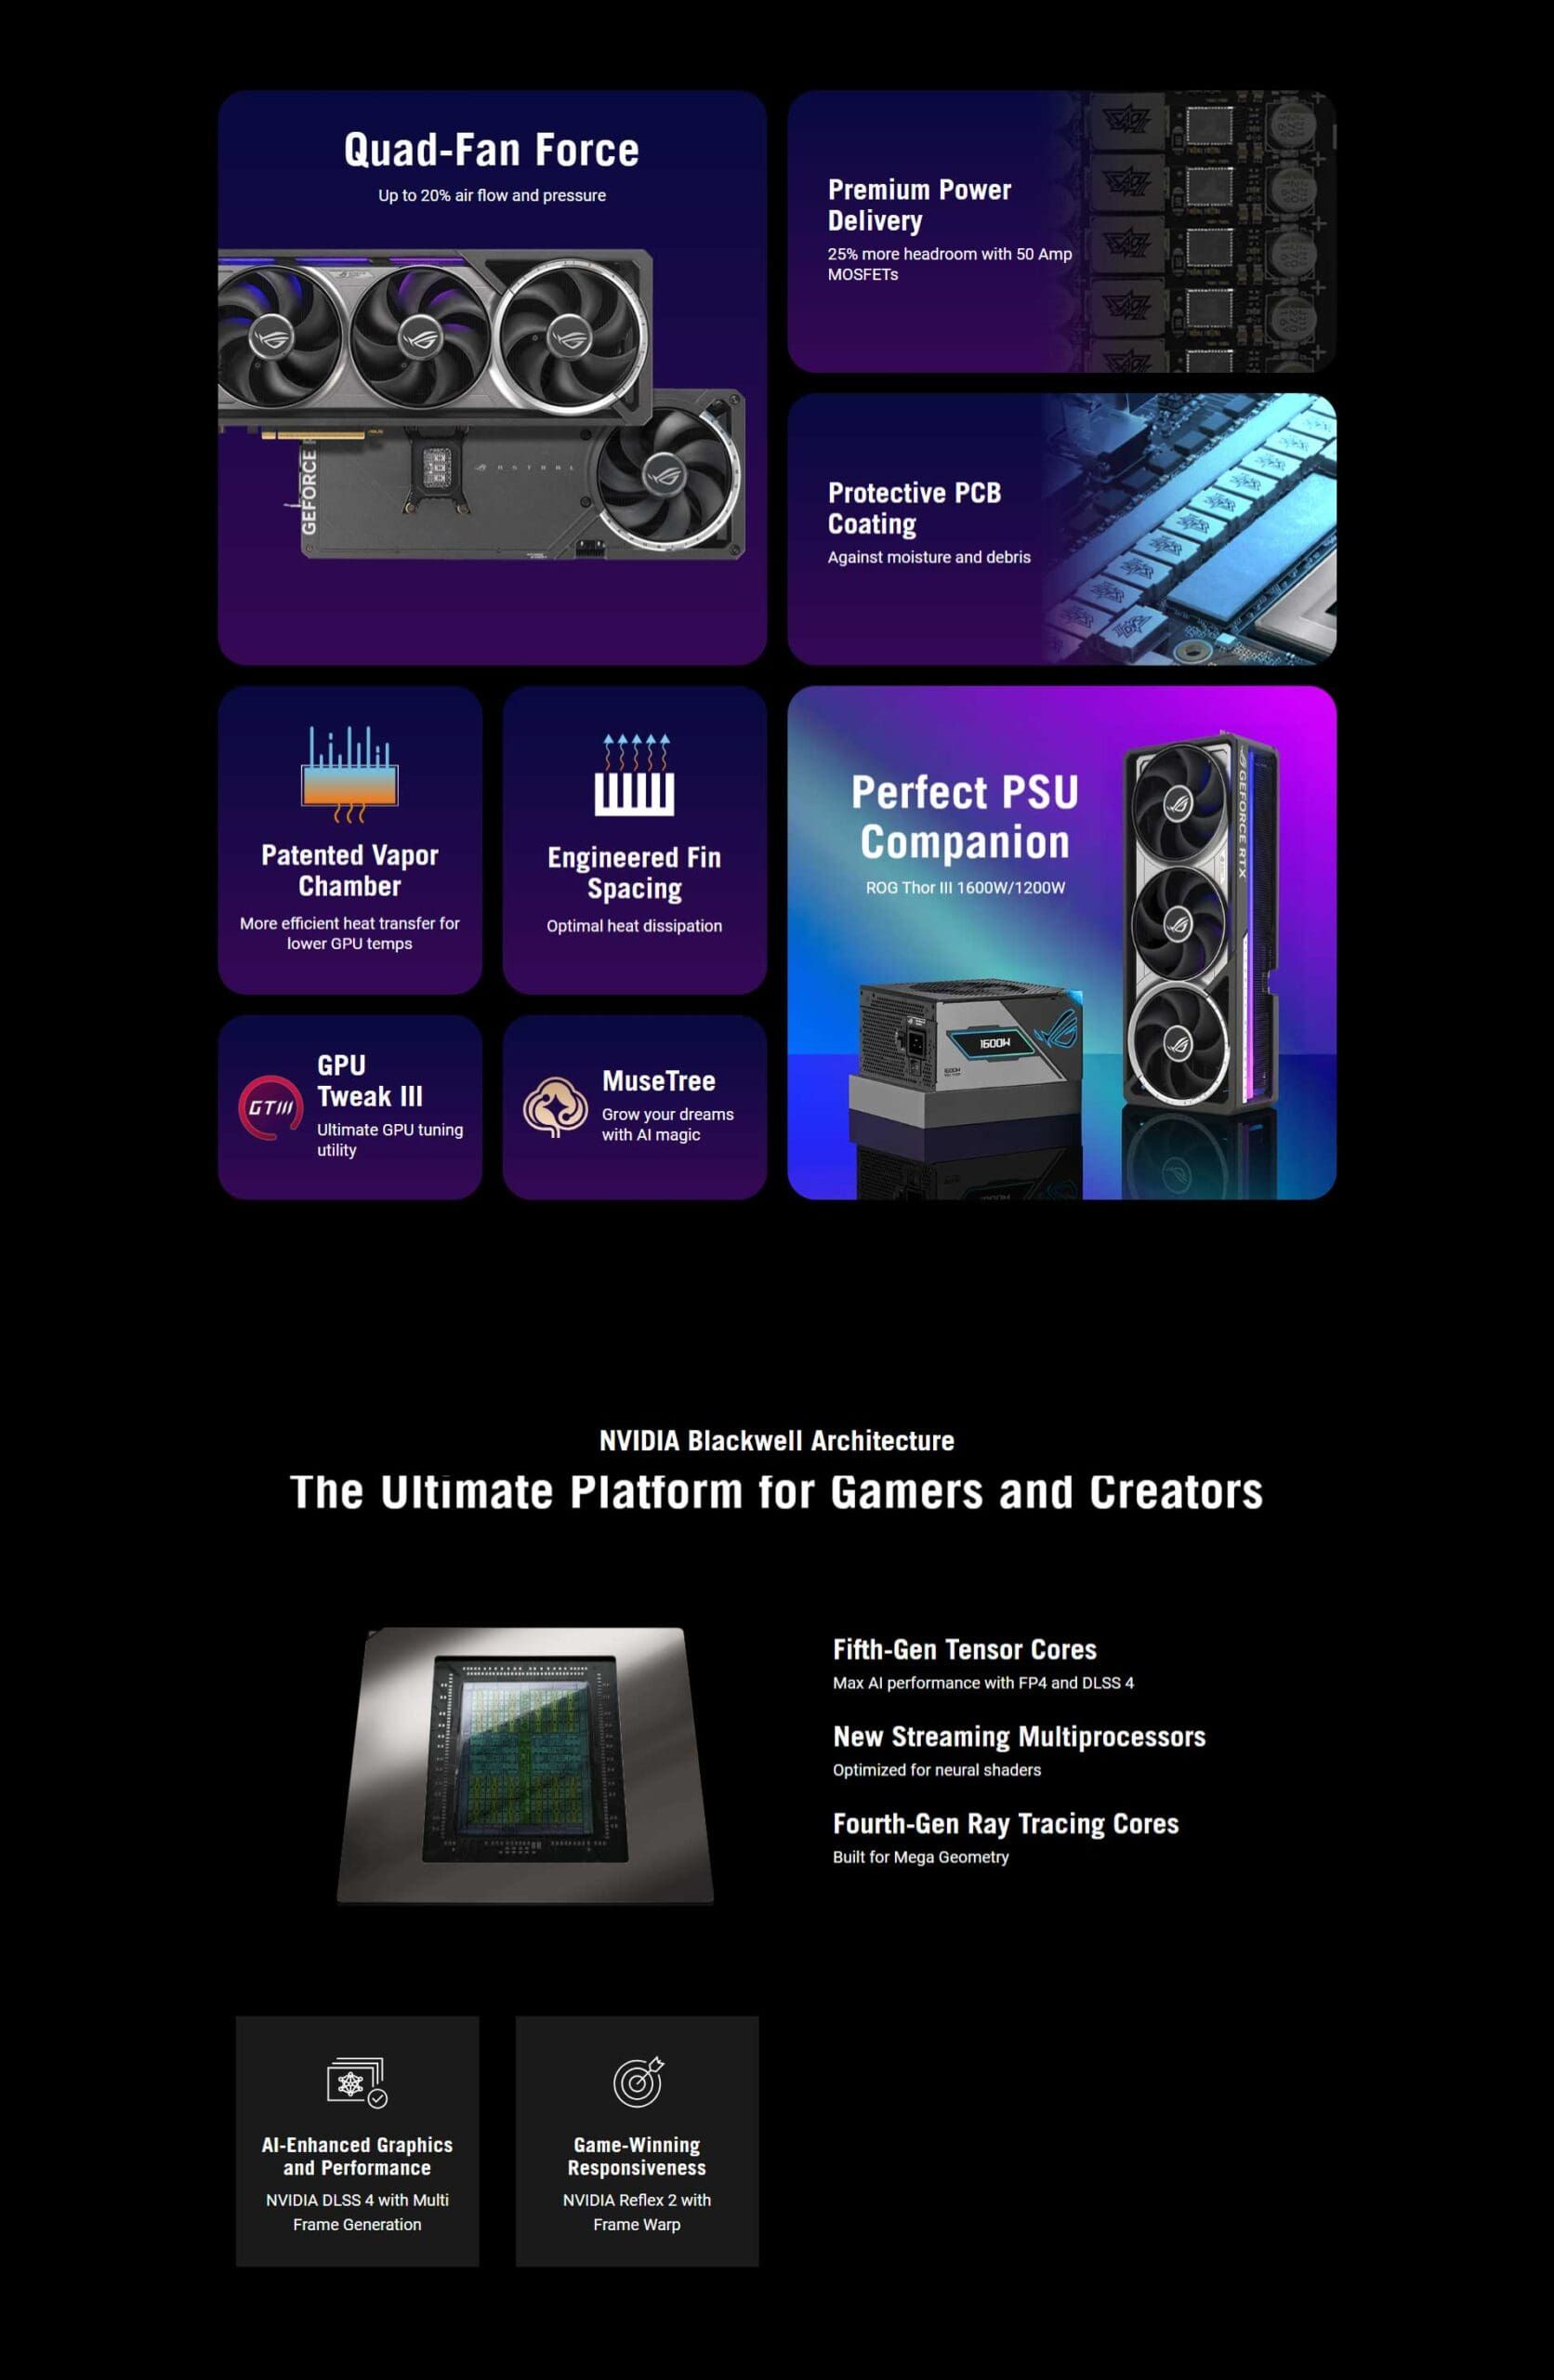 Quad-Fan Force
Up to 20% air flow and pressure
GEFORCE
ASTRAL
Premium Power
Delivery
25% more headroom with 50 Amp
MOSFETs
Protective PCB
Coating
Against moisture and debris
Patented Vapor
Chamber
More efficient heat transfer for
lower GPU temps
Engineered Fin
Spacing
Optimal heat dissipation
Perfect PSU
Companion
ROG Thor III 1600W/1200W
GEFORCE RTX
1600W
GTIII
GPU
Tweak III
Ultimate GPU tuning
utility
MuseTree
Grow your dreams
with AI magic
NVIDIA Blackwell Architecture
The Ultimate Platform for Gamers and Creators
Fifth-Gen Tensor Cores
Max AI performance with FP4 and DLSS 4
New Streaming Multiprocessors
Optimized for neural shaders
Fourth-Gen Ray Tracing Cores
Built for Mega Geometry
AI-Enhanced Graphics
and Performance
NVIDIA DLSS 4 with Multi
Frame Generation
Game-Winning
Responsiveness
NVIDIA Reflex 2 with
Frame Warp